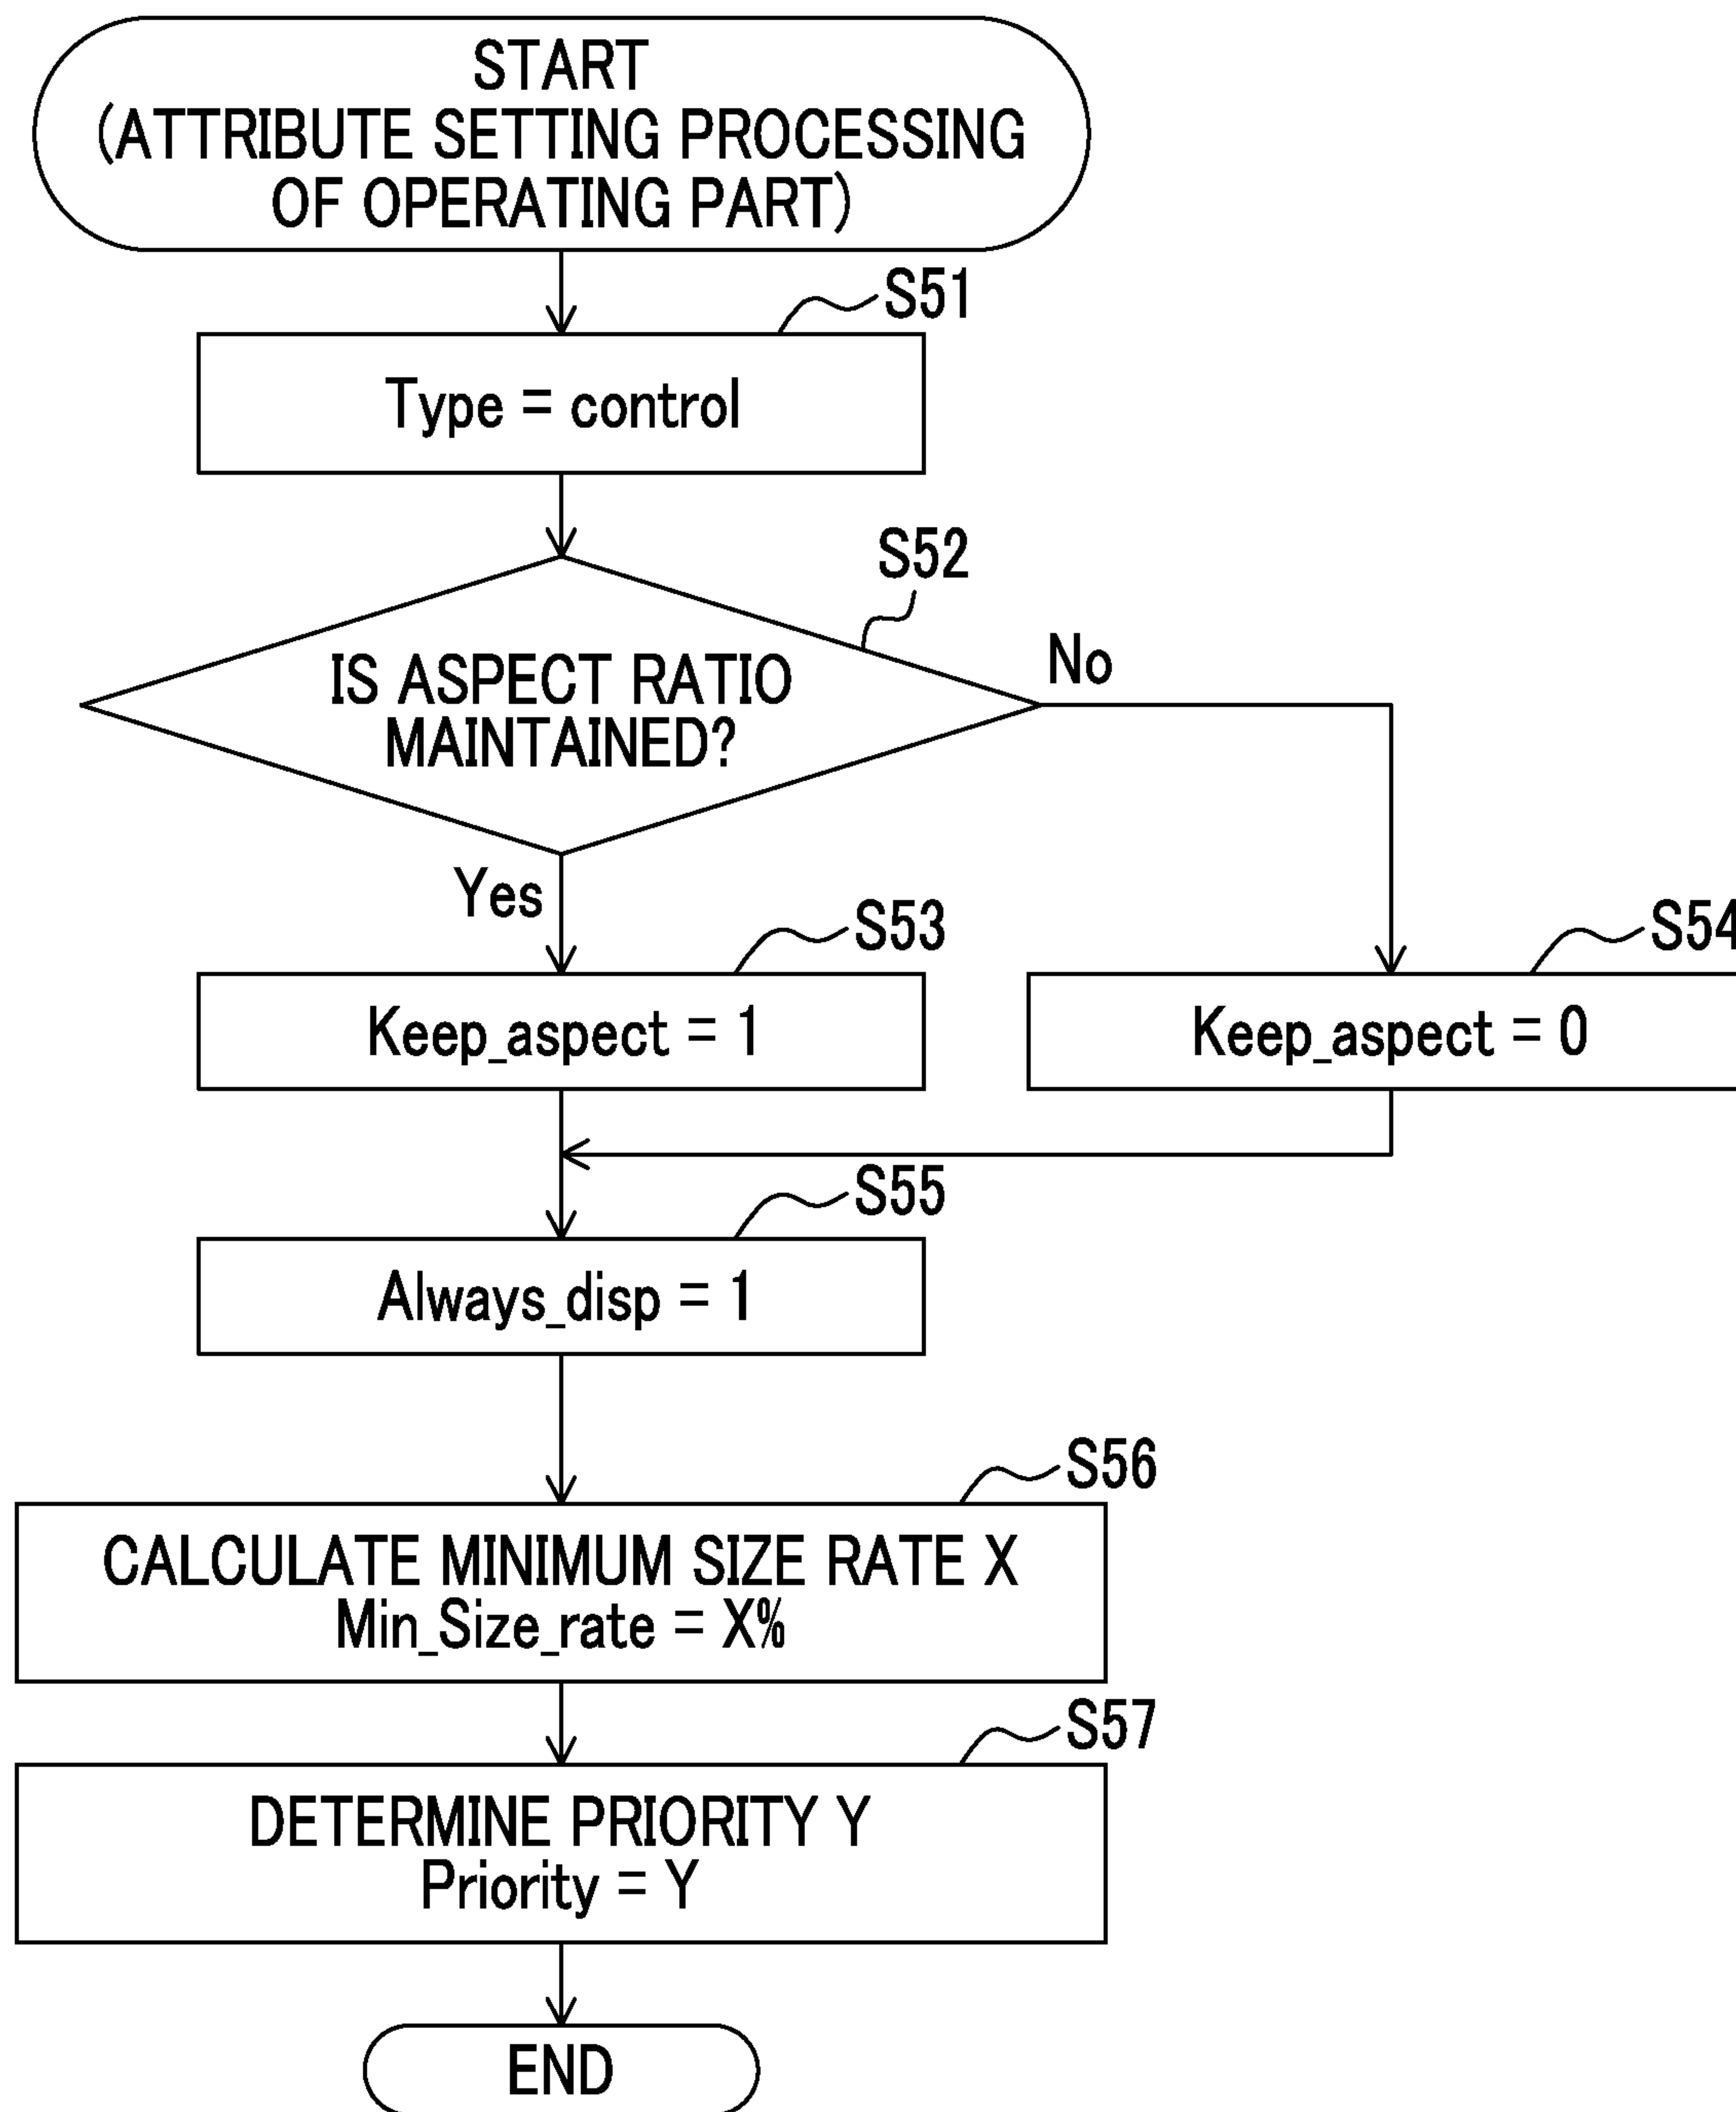 START
(ATTRIBUTE SETTING PROCESSING
OF OPERATING PART)
S51
Type = control
S52
IS ASPECT RATIO
MAINTAINED?
No
Yes
S53
S54
Keep_aspect = 1
Keep_aspect = 0
S55
Always_disp = 1
S56
CALCULATE MINIMUM SIZE RATE X
Min_Size_rate = X%
S57
DETERMINE PRIORITY Y
Priority = Y
END